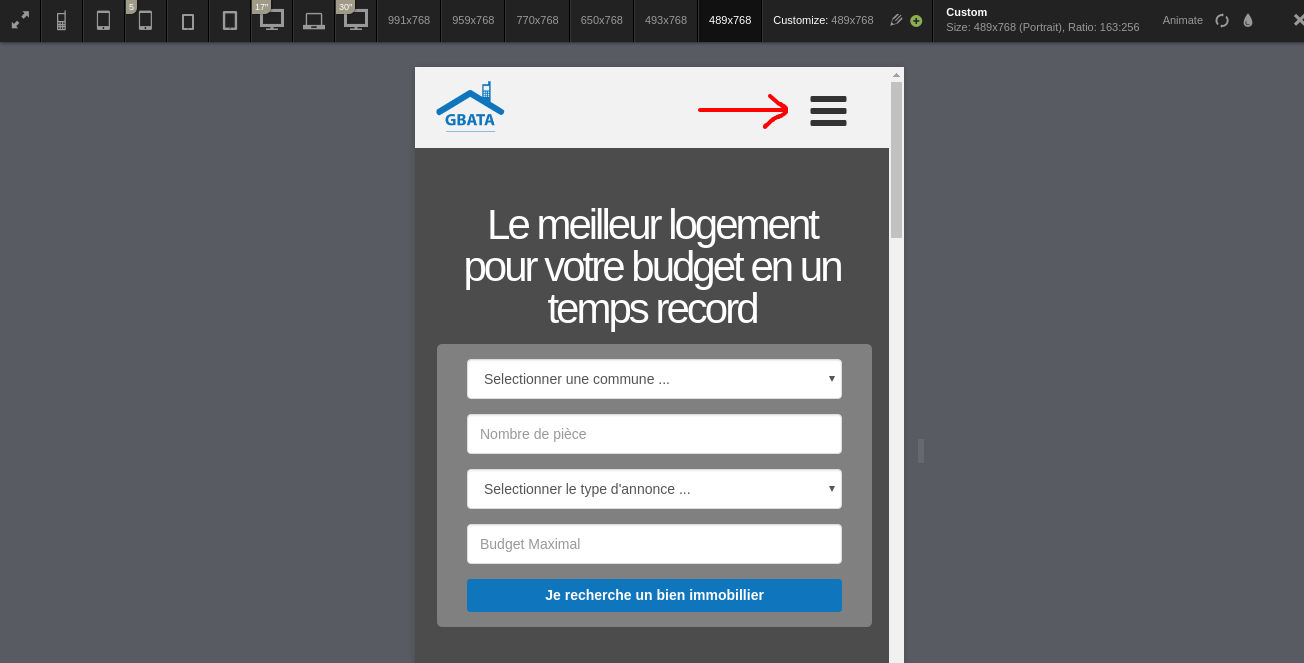 5
17"
30"
991x768 959x768 770x768 650x768 493x768 489x768 Customize: 489x768
Custom
Size: 489x768 (Portrait), Ratio: 163:256
Animate
GBATA
Le meilleur logement
pour votre budget en un
temps record
Selectionner une commune ...
Nombre de pièce
Selectionner le type d'annonce ...
Budget Maximal
Je recherche un bien immobillier